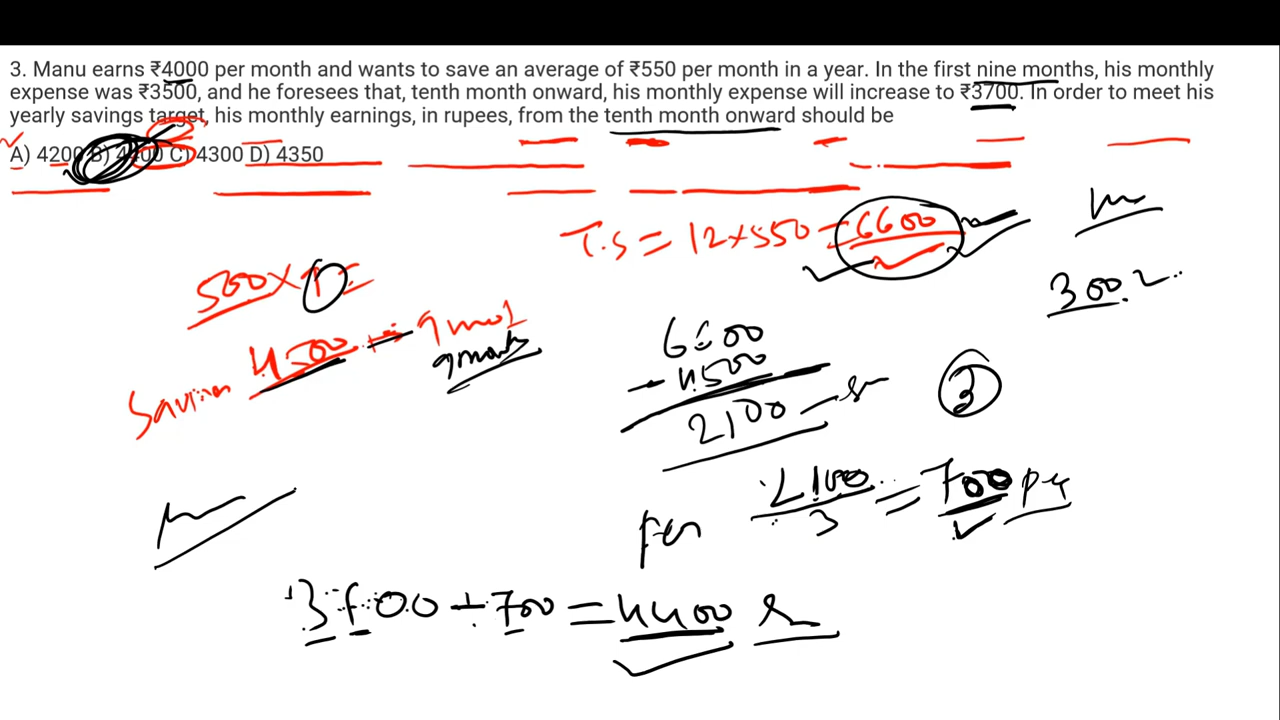 3. Manu earns ₹4000 per month and wants to save an average of ₹550 per month in a year. In the first nine months, his monthly
expense was ₹3500, and he foresees that, tenth month onward, his monthly expense will increase to ₹3700. In order to meet his
yearly savings target, his monthly earnings, in rupees, from the tenth month onward should be
A) 4200 B) 4400 C) 4300 D) 4350
T.S = 12×550 = 6600
500×
300
4500
9 months
6600
- 4500
2100
3
per 2100/3 = 700
+ 700 = 4400